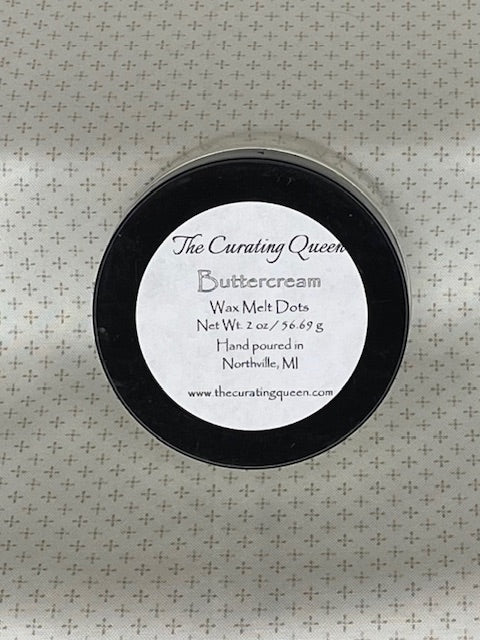 The Curating Queen
Buttercream
Wax Melt Dots
Net Wt. 2 oz / 56.69 g
Hand poured in
Northville, MI
www.thecuratingqueen.com